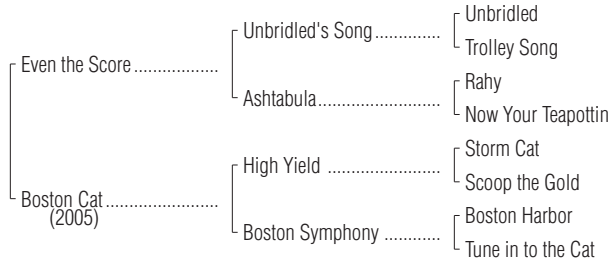 Unbridled
Unbridled's Song..............
Trolley Song
Even the Score..................
Rahy
Ashtabula..........................
Now Your Teapottin
Storm Cat
High Yield ........................
Scoop the Gold
Boston Cat........................
(2005)
Boston Harbor
Boston Symphony ............
Tune in to the Cat